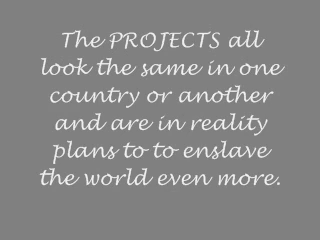 The PROJECTS all
look the same in one
country or another
and are in reality
plans to to enslave
the world even more.